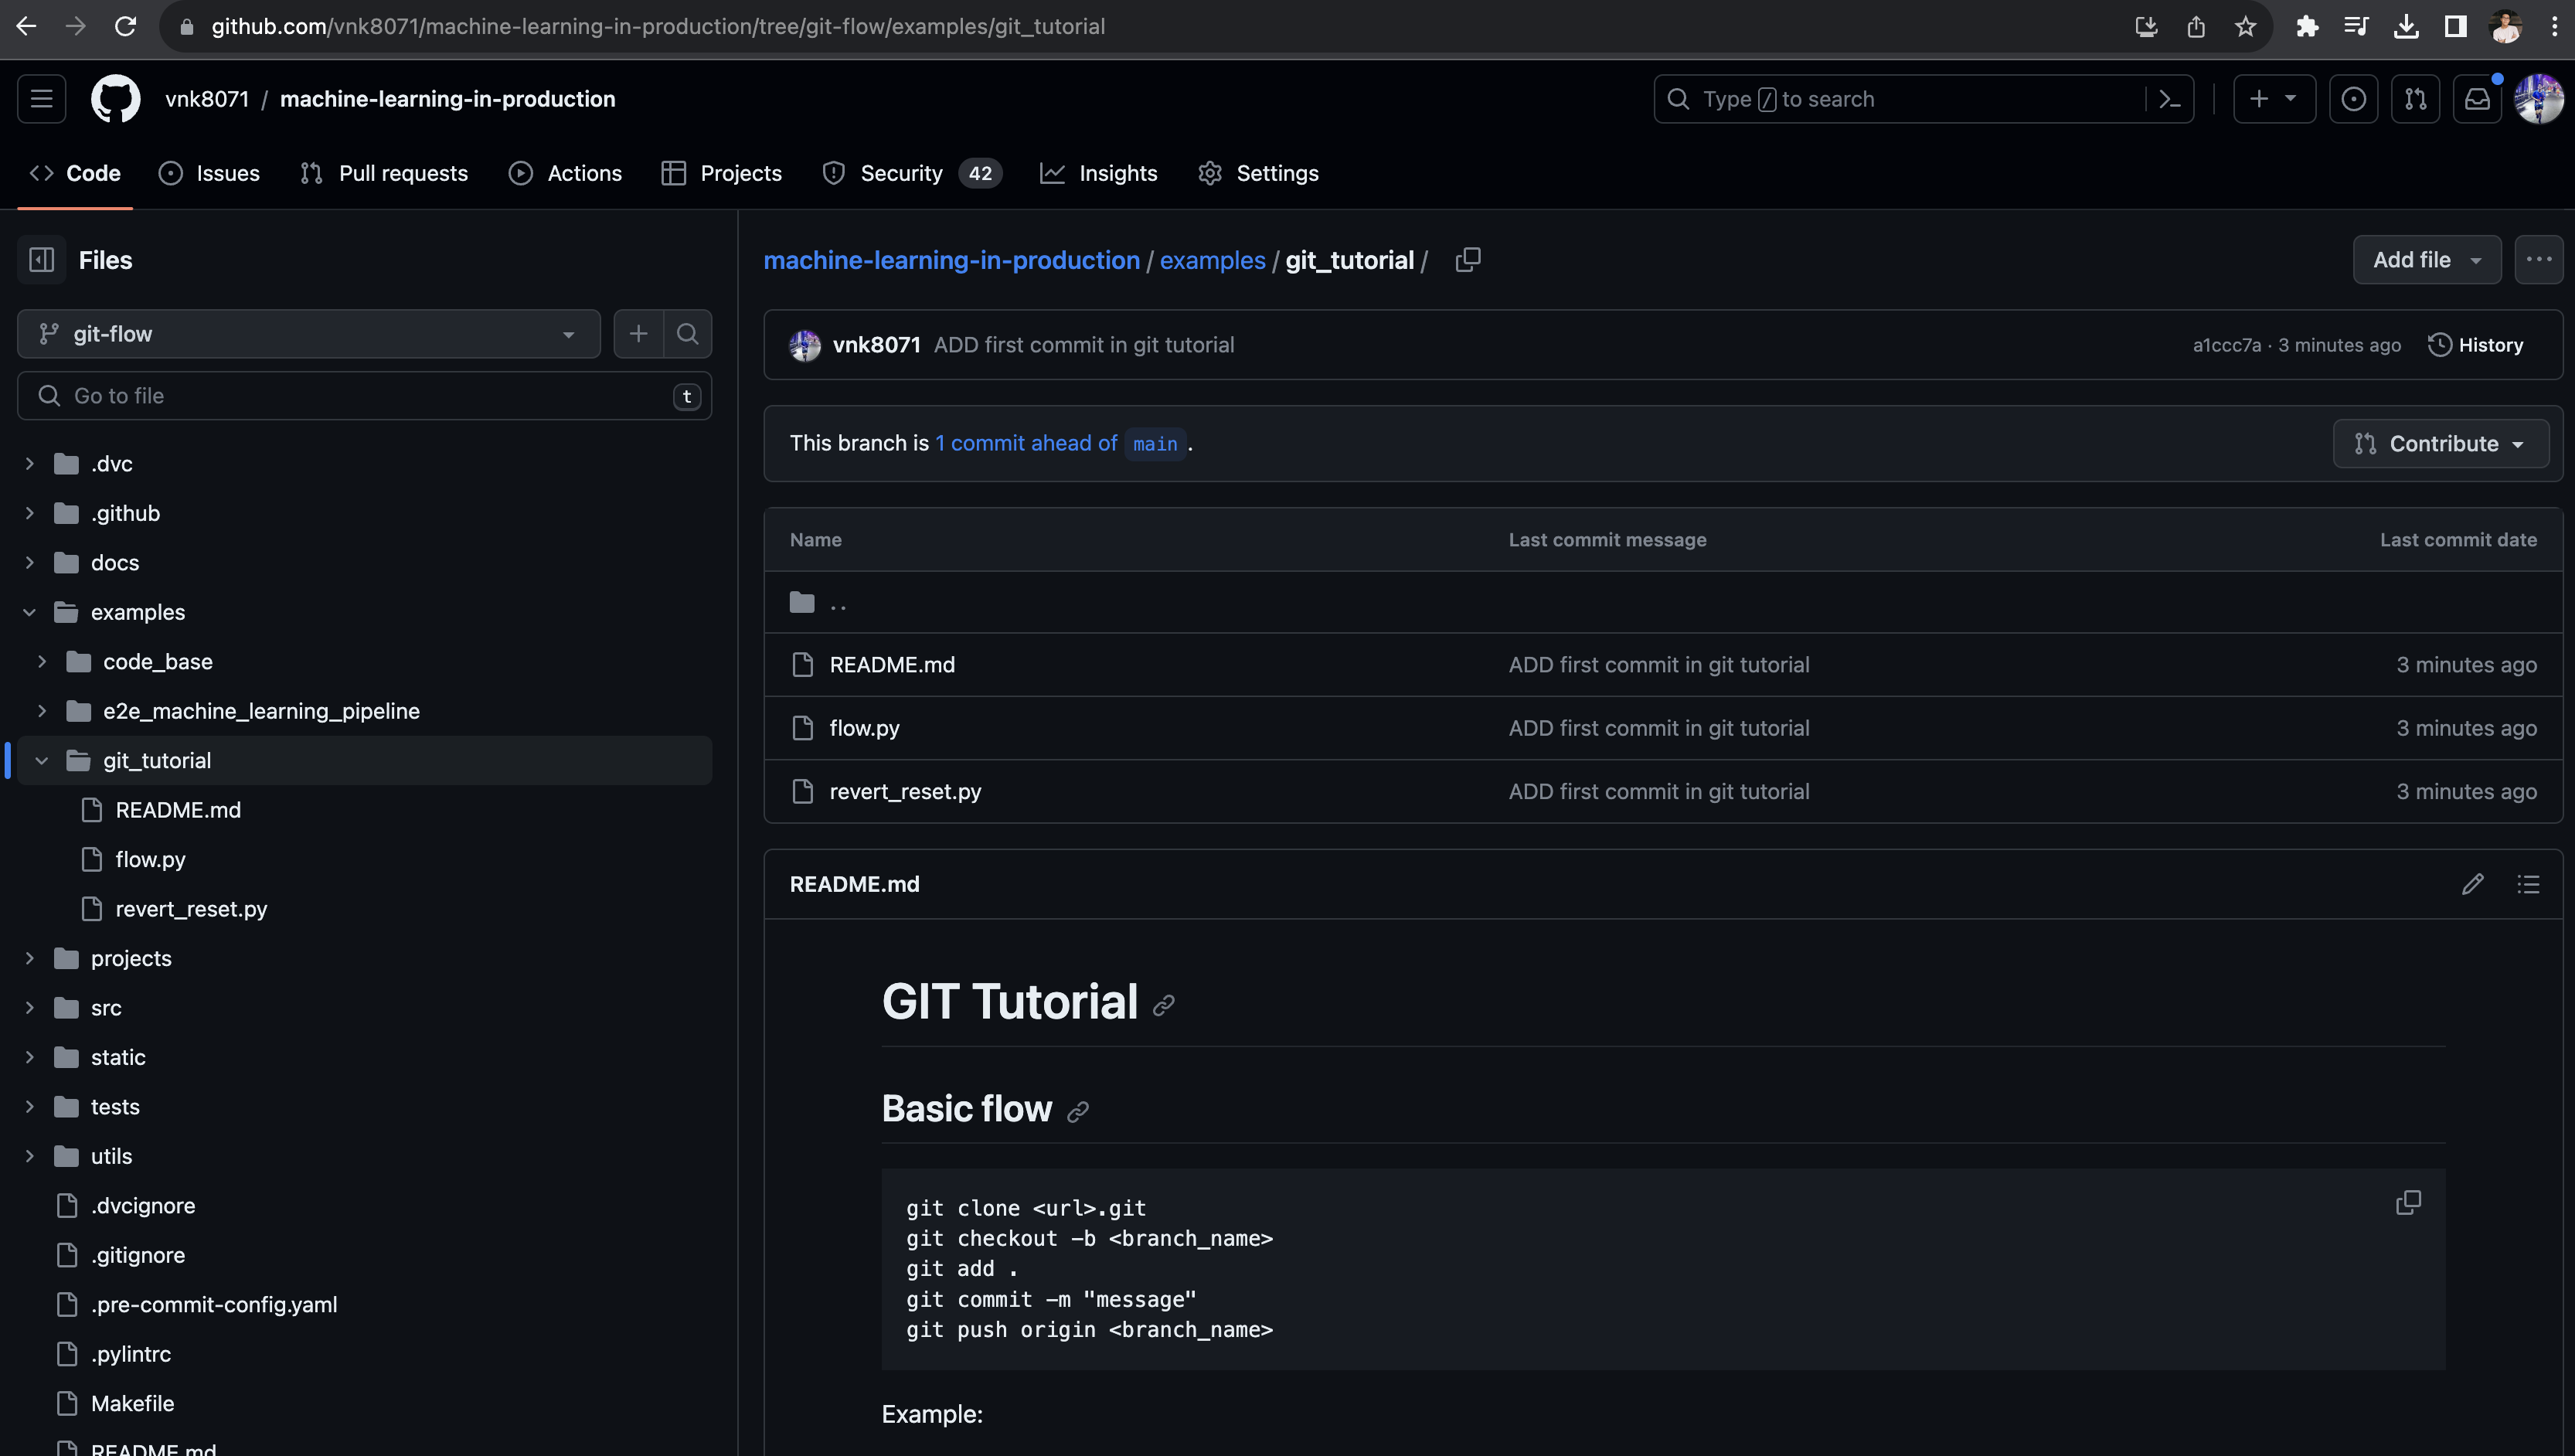 github.com/vnk8071/machine-learning-in-production/tree/git-flow/examples/git_tutorial
vnk8071 / machine-learning-in-production
Type / to search
Code
Issues
Pull requests
Actions
Projects
Security 42
Insights
Settings
Files
git-flow
Go to file
t
.dvc
.github
docs
examples
code_base
e2e_machine_learning_pipeline
git_tutorial
README.md
flow.py
revert_reset.py
projects
src
static
tests
utils
.dvcignore
.gitignore
.pre-commit-config.yaml
.pylintrc
Makefile
README.md
machine-learning-in-production / examples / git_tutorial /
Add file
vnk8071 ADD first commit in git tutorial
a1ccc7a · 3 minutes ago
History
This branch is 1 commit ahead of main .
Contribute
Name Last commit message Last commit date
..
README.md ADD first commit in git tutorial 3 minutes ago
flow.py ADD first commit in git tutorial 3 minutes ago
revert_reset.py ADD first commit in git tutorial 3 minutes ago
README.md
GIT Tutorial
Basic flow
git clone <url>.git
git checkout -b <branch_name>
git add .
git commit -m "message"
git push origin <branch_name>
Example: